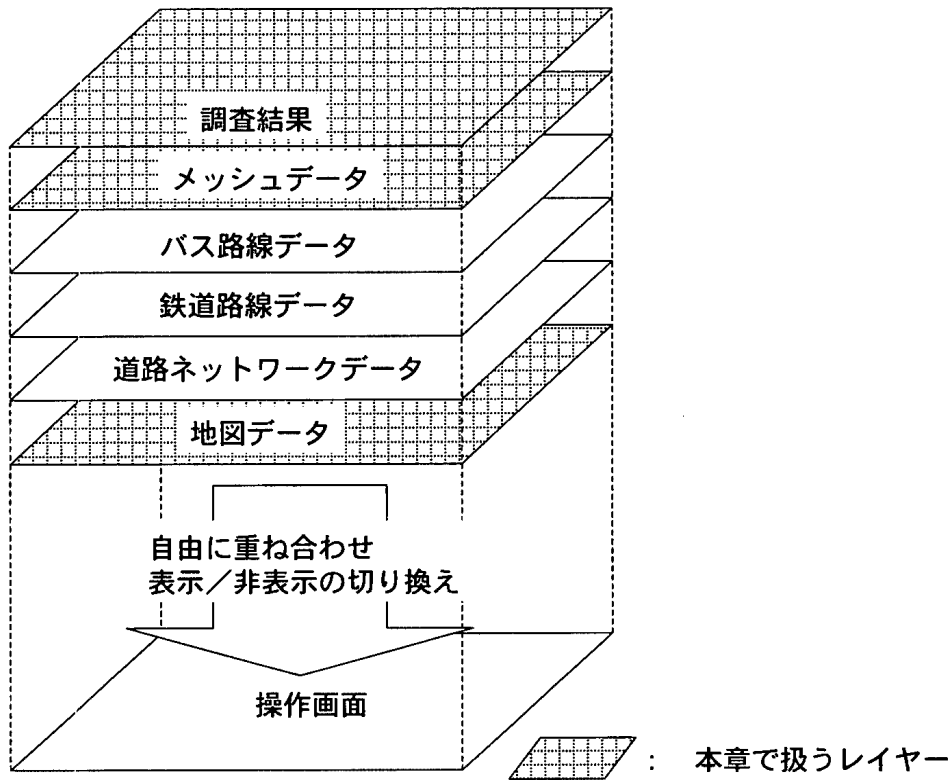 調査結果
メッシュデータ
バス路線データ
鉄道路線データ
道路ネットワークデータ
地図データ
自由に重ね合わせ
表示／非表示の切り換え
操作画面
： 本章で扱うレイヤー